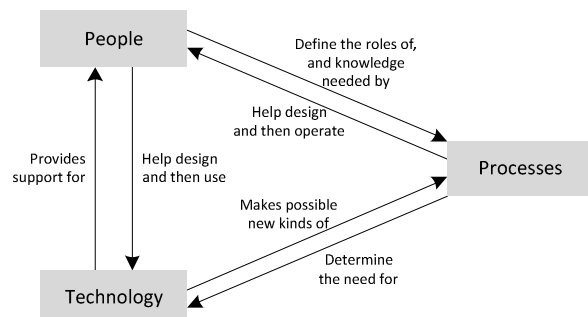 People
Define the roles of,
and knowledge
needed by
Help design
and then operate
Provides
support for
Help design
and then use
Processes
Makes possible
new kinds of
Determine
the need for
Technology